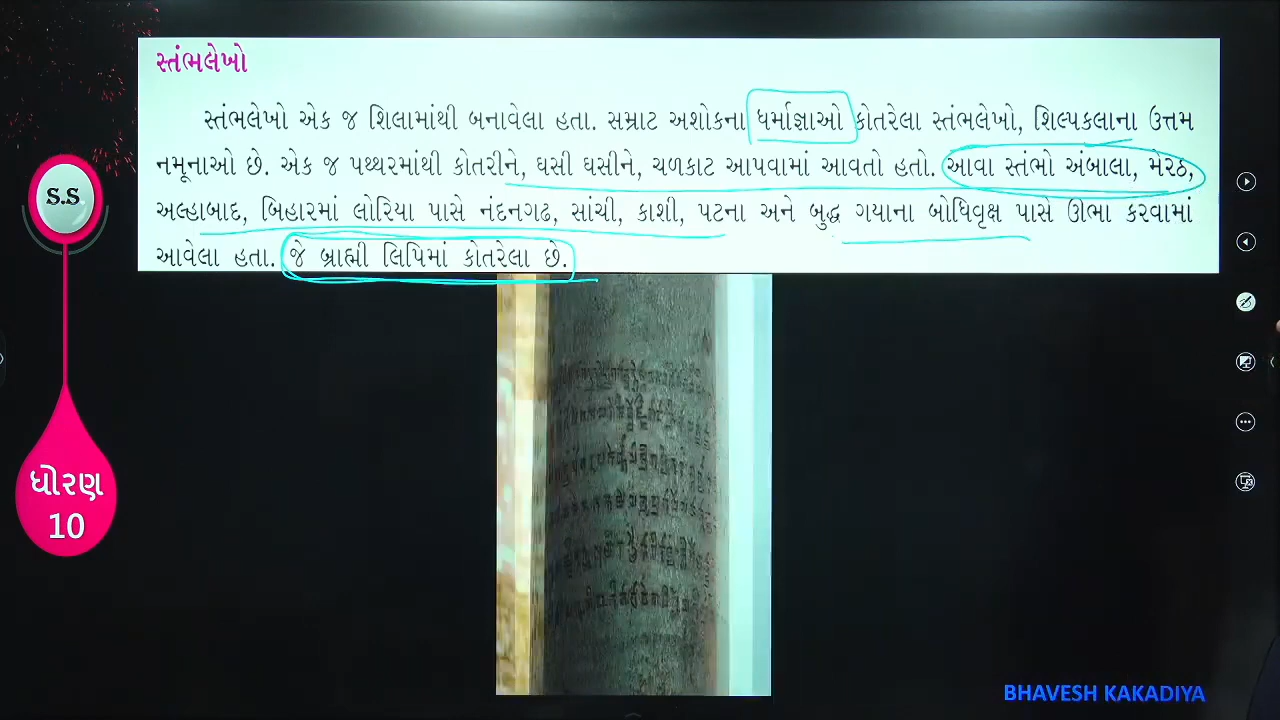 સ્તંભલેખો
સ્તંભલેખો એક જ શિલામાંથી બનાવેલા હતા. સમ્રાટ અશોકના ધર્માજ્ઞાઓ કોતરેલા સ્તંભલેખો, શિલ્પકલાના ઉત્તમ
નમૂનાઓ છે. એક જ પથ્થરમાંથી કોતરીને, ઘસી ઘસીને, ચળકાટ આપવામાં આવતો હતો. આવા સ્તંભો અંબાલા, મેરઠ,
અલ્હાબાદ, બિહારમાં લોરિયા પાસે નંદનગઢ, સાંચી, કાશી, પટના અને બુદ્ધ ગયાના બોધિવૃક્ષ પાસે ઊભા કરવામાં
આવેલા હતા. જે બ્રાહ્મી લિપિમાં કોતરેલા છે.
S.S
ધોરણ
10
BHAVESH KAKADIYA